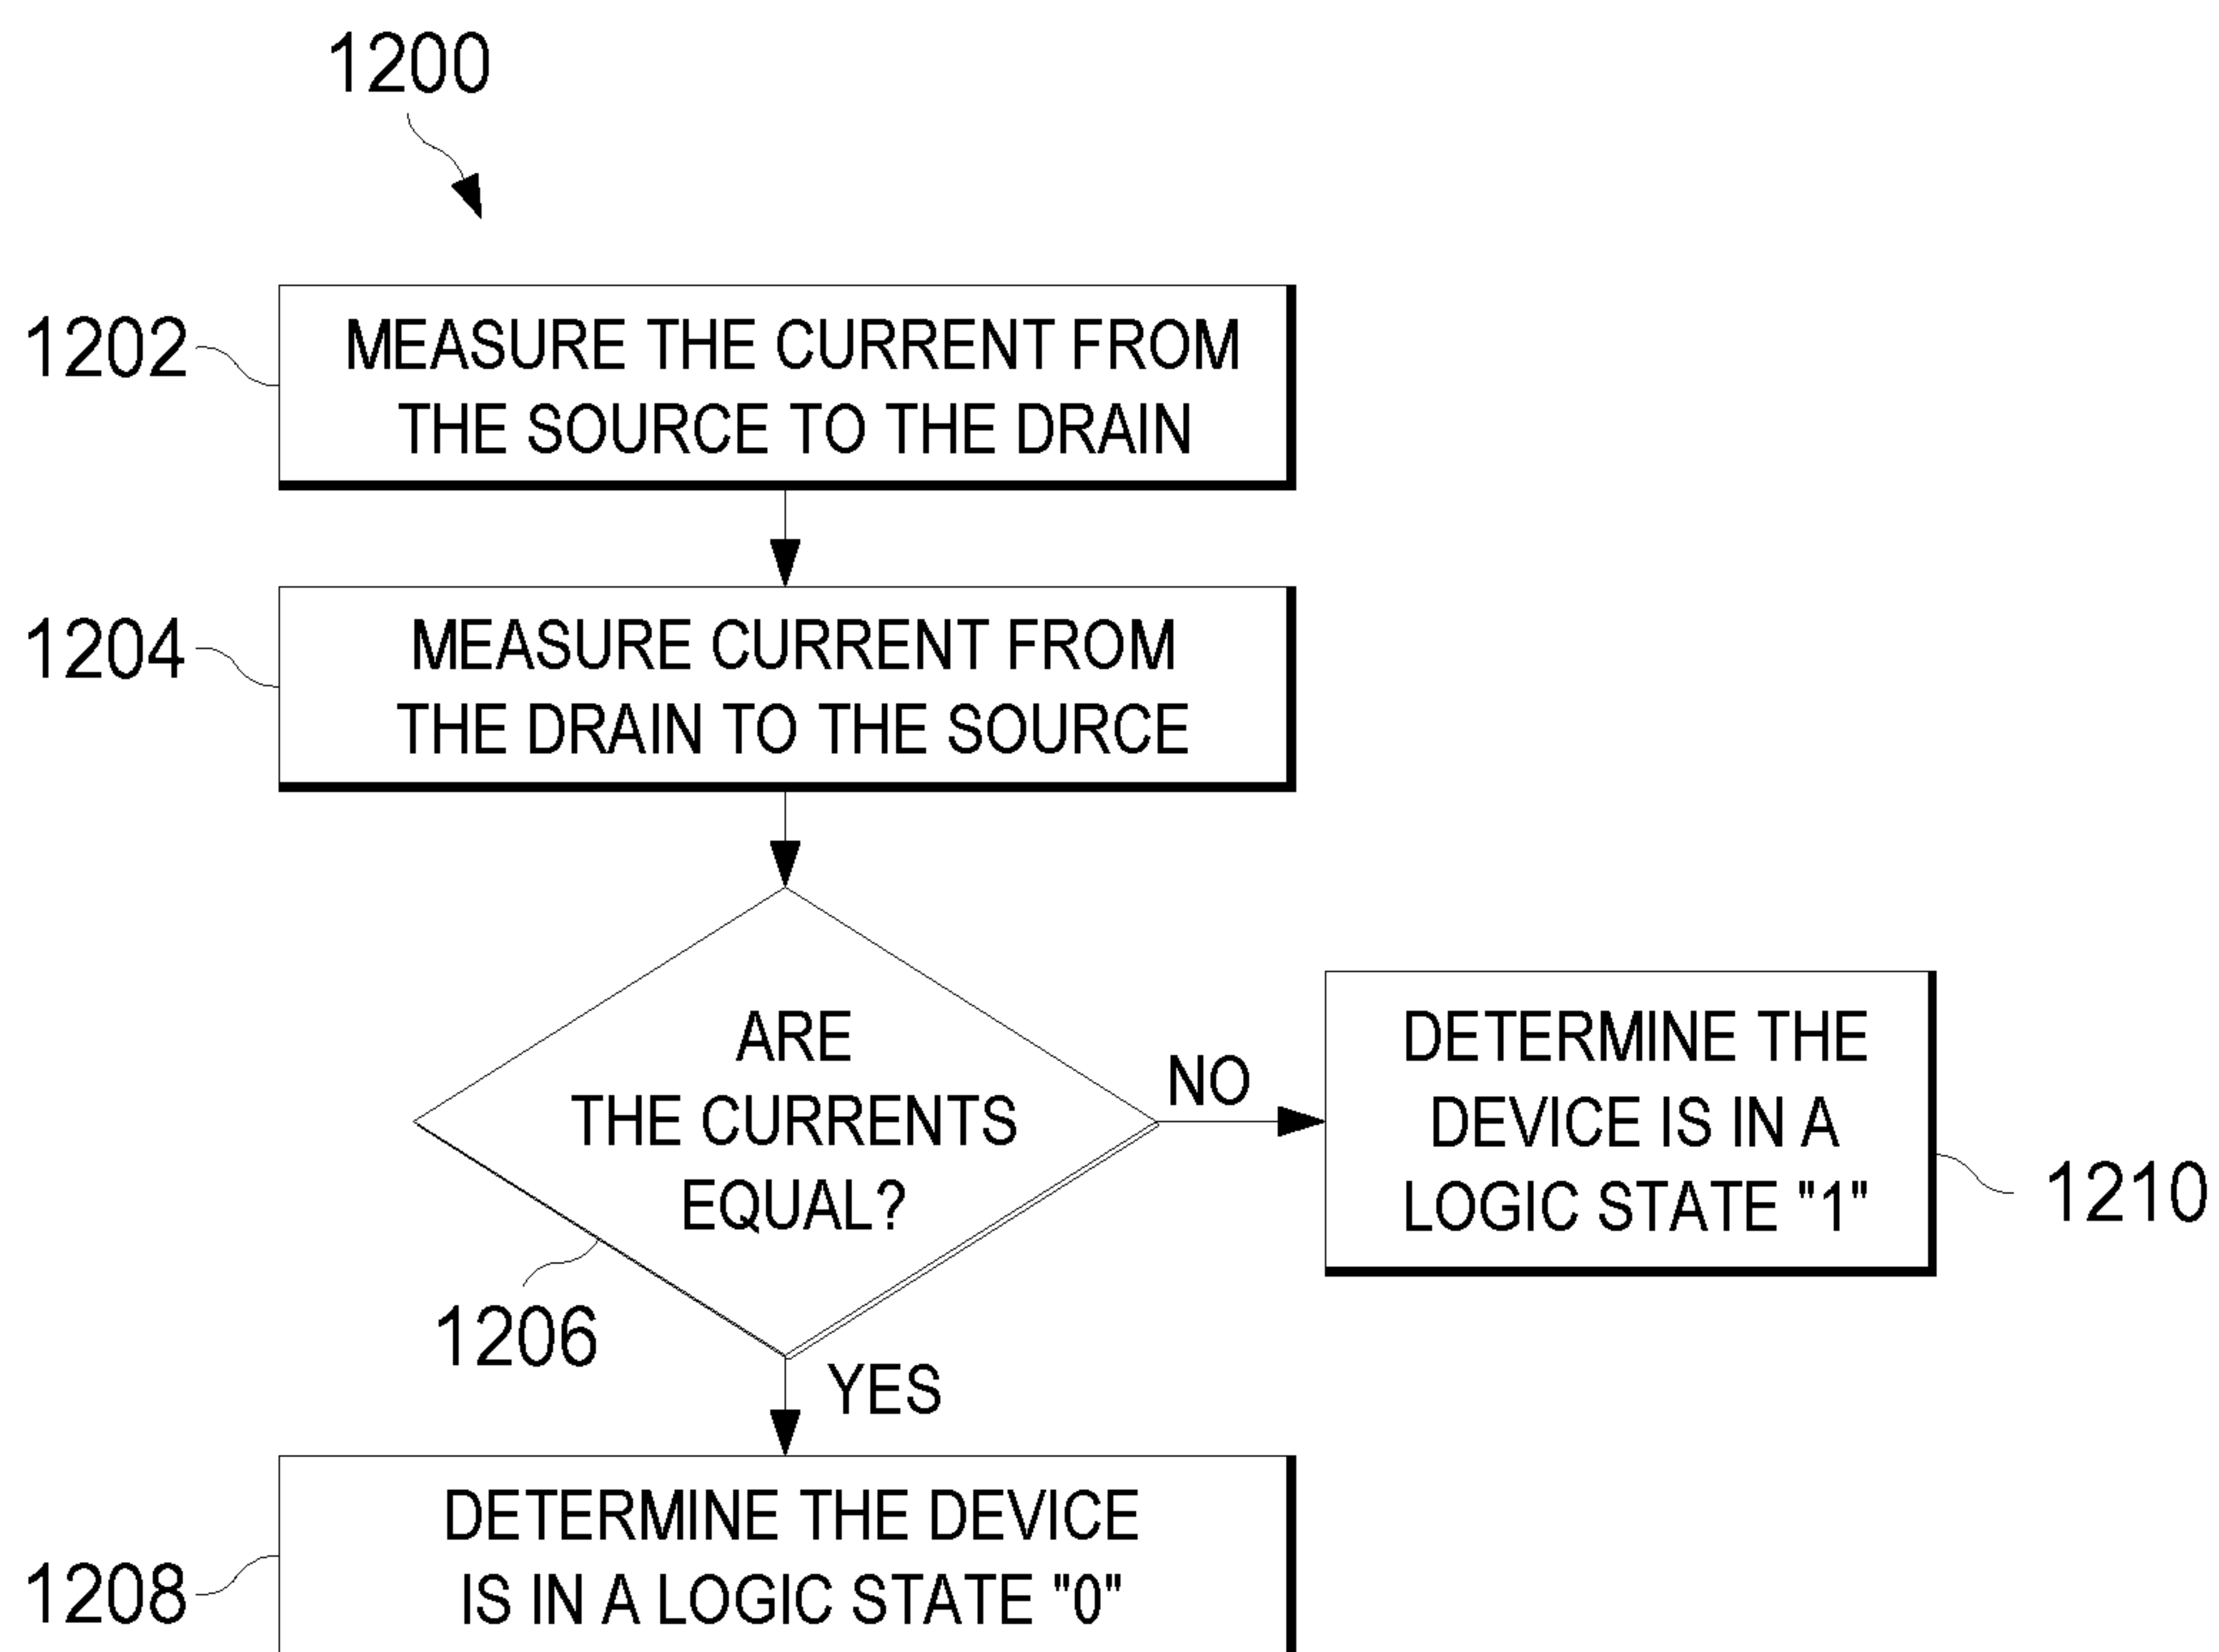 1200
1202
MEASURE THE CURRENT FROM
THE SOURCE TO THE DRAIN
1204
MEASURE CURRENT FROM
THE DRAIN TO THE SOURCE
ARE
THE CURRENTS
EQUAL?
NO
DETERMINE THE
DEVICE IS IN A
LOGIC STATE "1"
1210
1206
YES
1208
DETERMINE THE DEVICE
IS IN A LOGIC STATE "0"